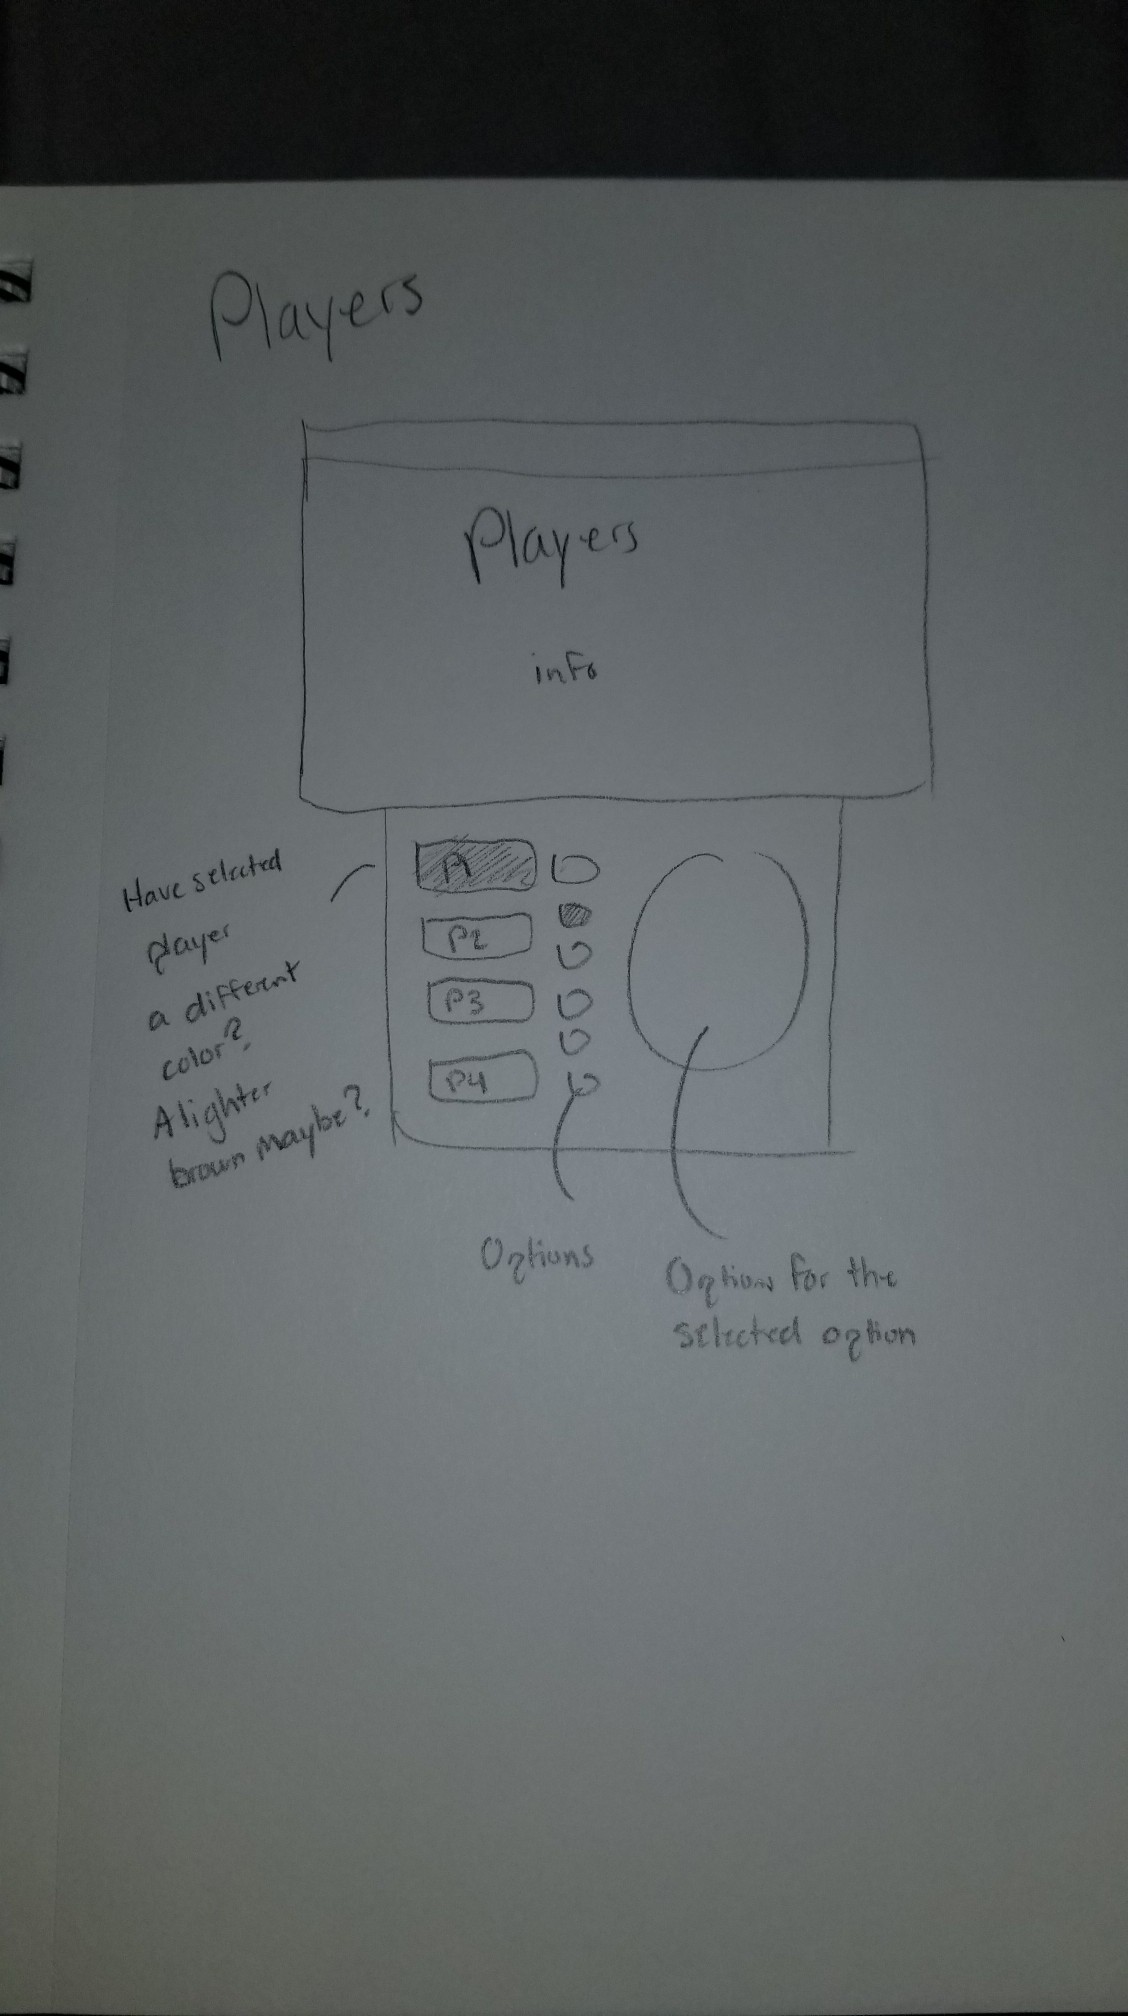 Players
Players
info
P2
P3
P4
Have selected
player
a different
color?
A lighter
brown maybe?
Options
Options for the
selected option